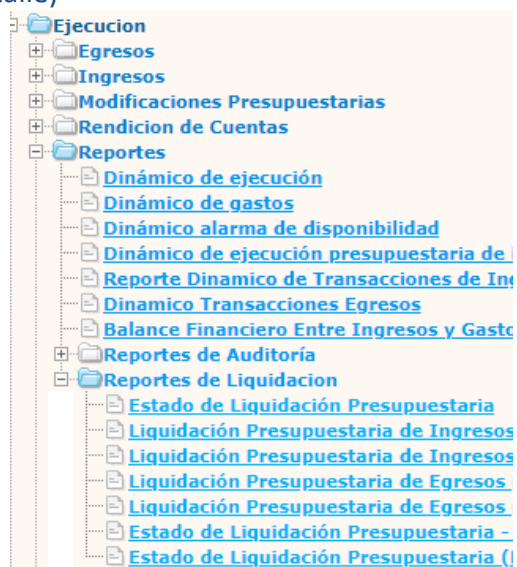 Ejecucion
Egresos
Ingresos
Modificaciones Presupuestarias
Rendicion de Cuentas
Reportes
Dinámico de ejecución
Dinámico de gastos
Dinámico alarma de disponibilidad
Dinámico de ejecución presupuestaria de
Reporte Dinamico de Transacciones de
Dinamico Transacciones Egresos
Balance Financiero Entre Ingresos y
Reportes de Auditoría
Reportes de Liquidacion
Estado de Liquidación Presupuestaria
Liquidación Presupuestaria de Ingresos
Liquidación Presupuestaria de Ingresos
Liquidación Presupuestaria de Egresos
Liquidación Presupuestaria de Egresos
Estado de Liquidación Presupuestaria -
Estado de Liquidación Presupuestaria